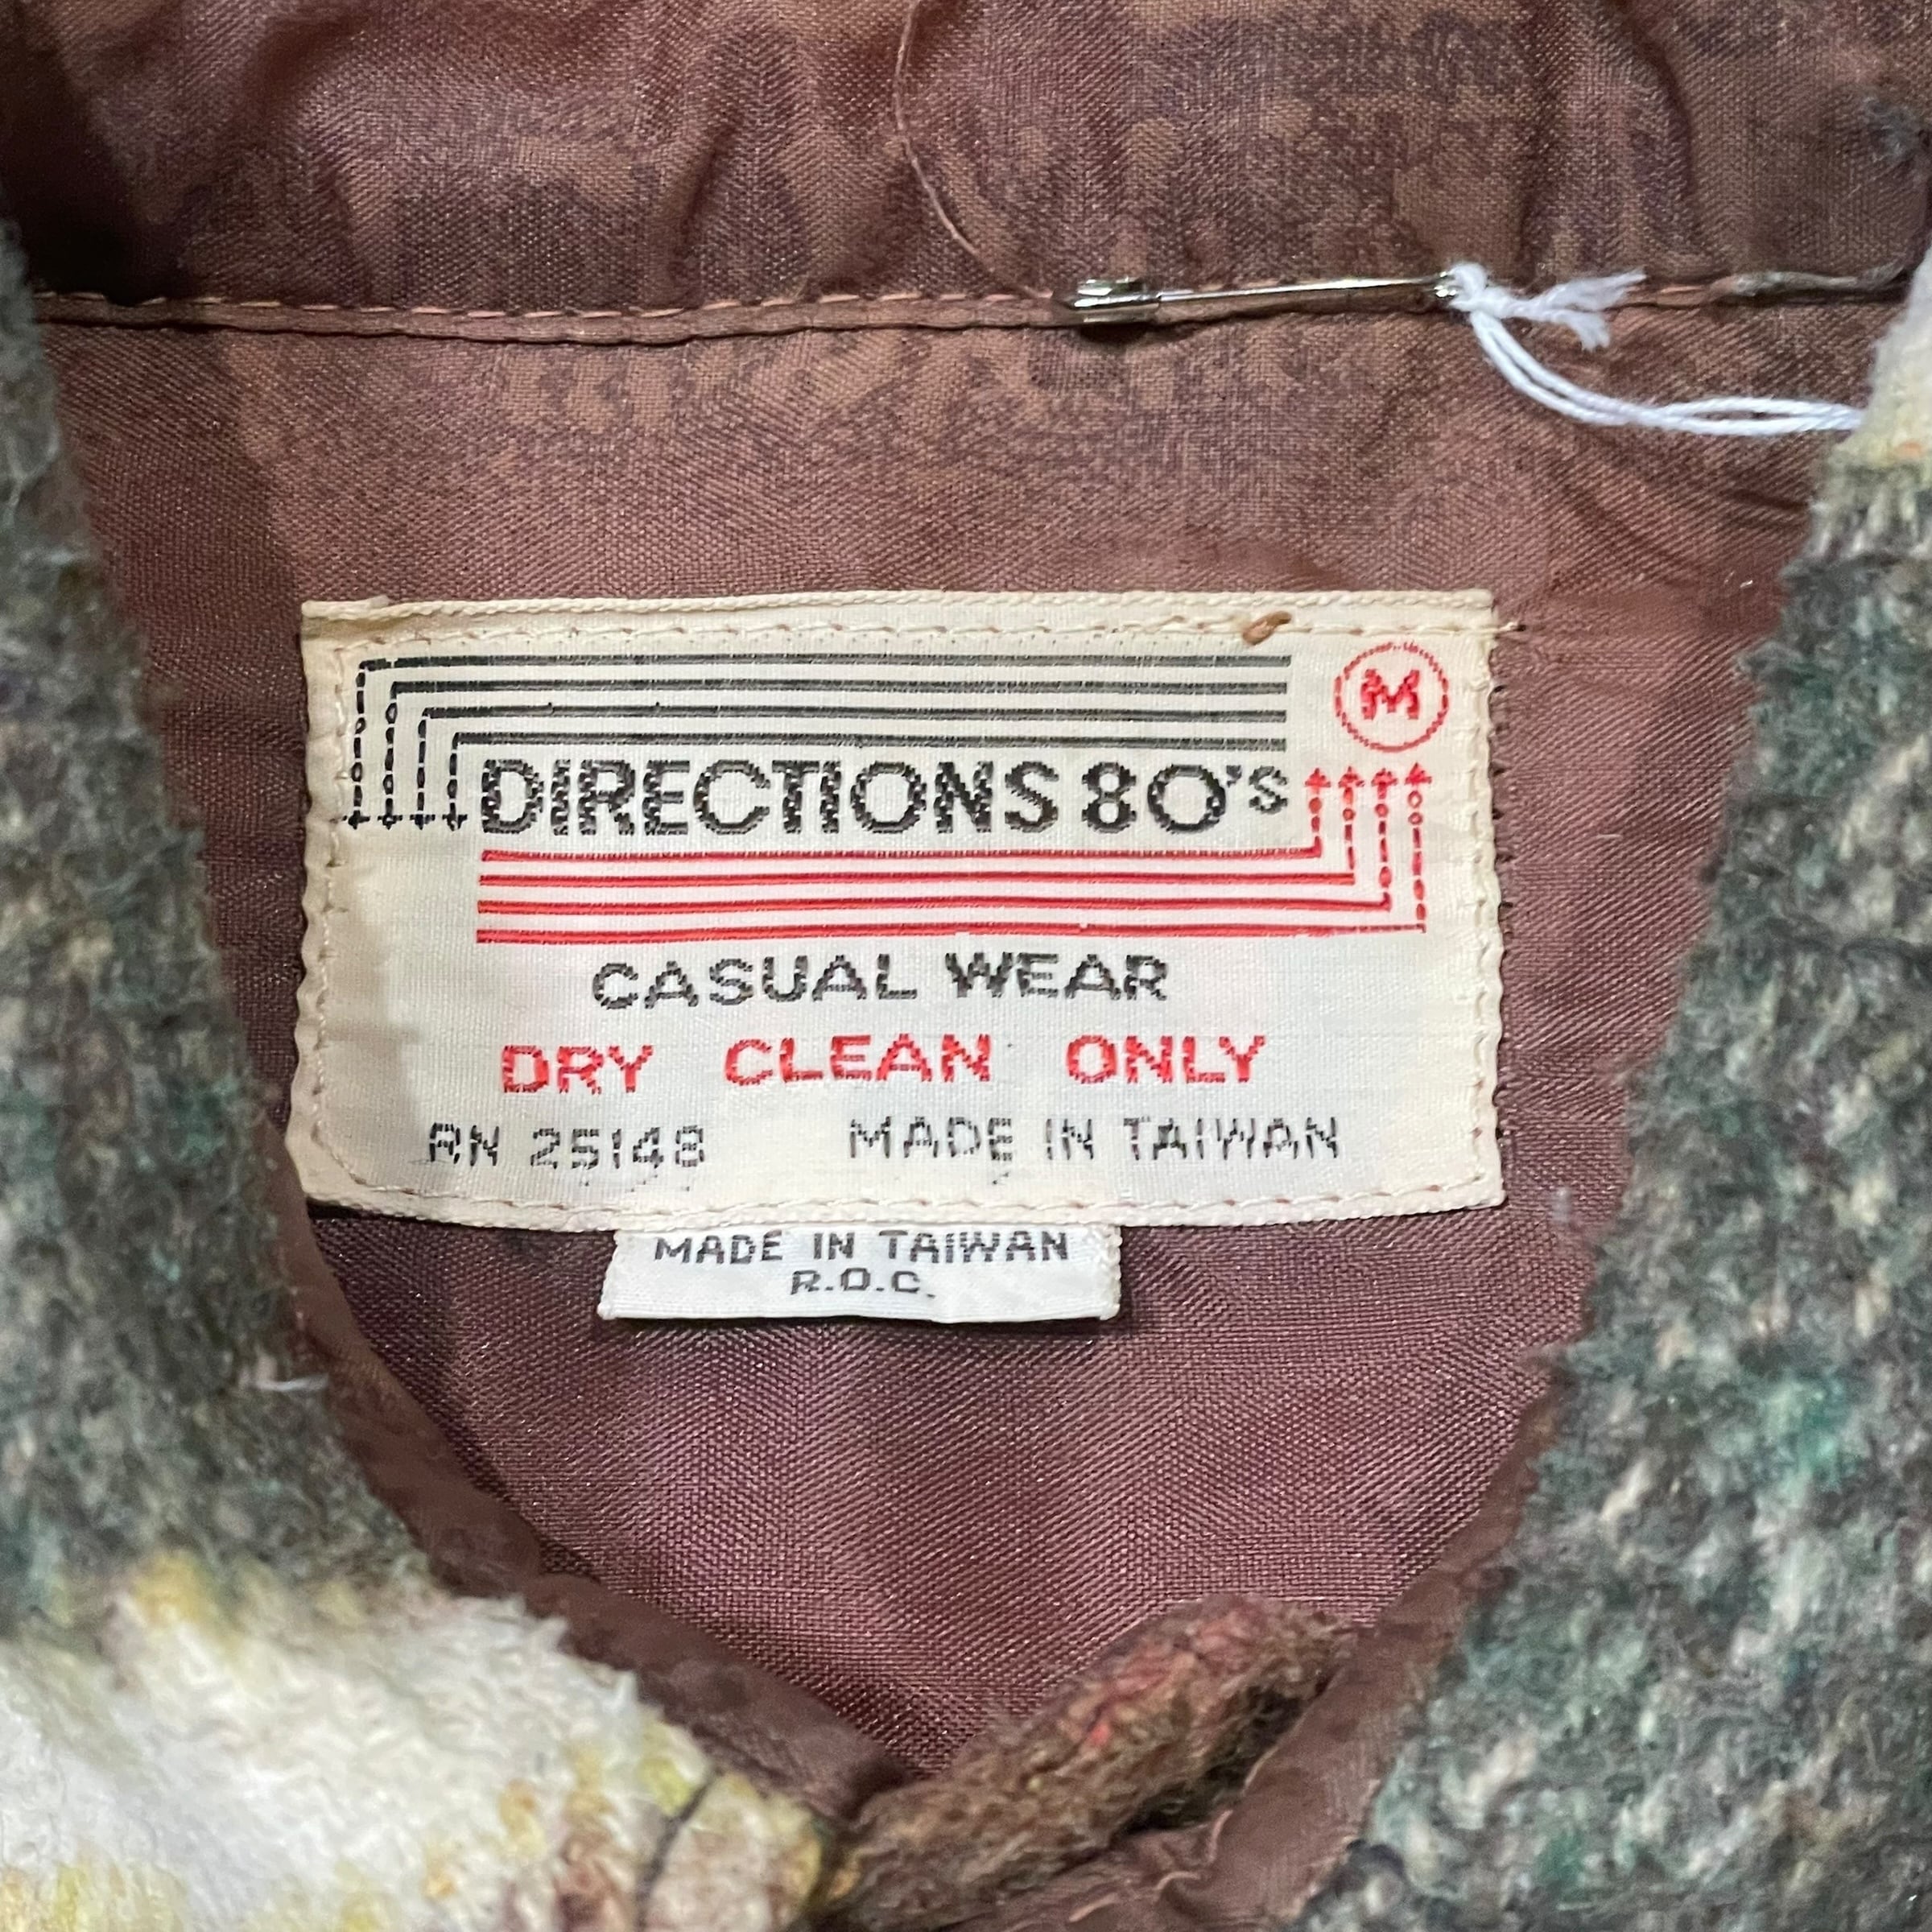 M
DIRECTIONS 80's
CASUAL WEAR
DRY CLEAN ONLY
RN 25148 MADE IN TAIWAN
MADE IN TAIWAN
R.O.C.